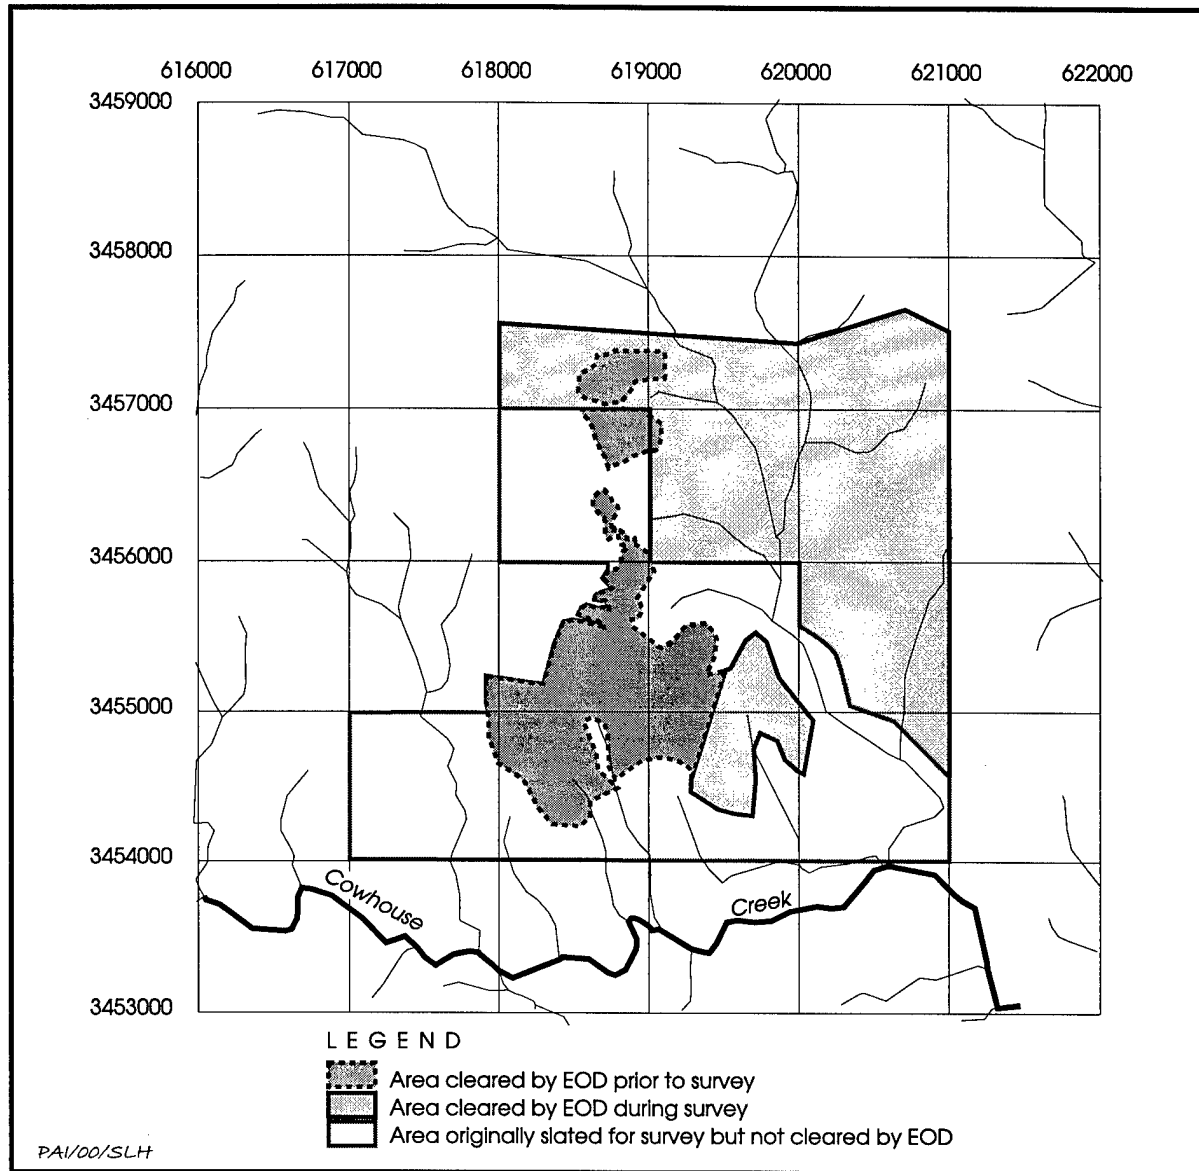 616000 617000 618000 619000 620000 621000 622000
3459000
3458000
3457000
3456000
3455000
3454000
Cowhouse
Creek
3453000
LEGEND
Area cleared by EOD prior to survey
Area cleared by EOD during survey
Area originally slated for survey but not cleared by EOD
PAI/00/SLH